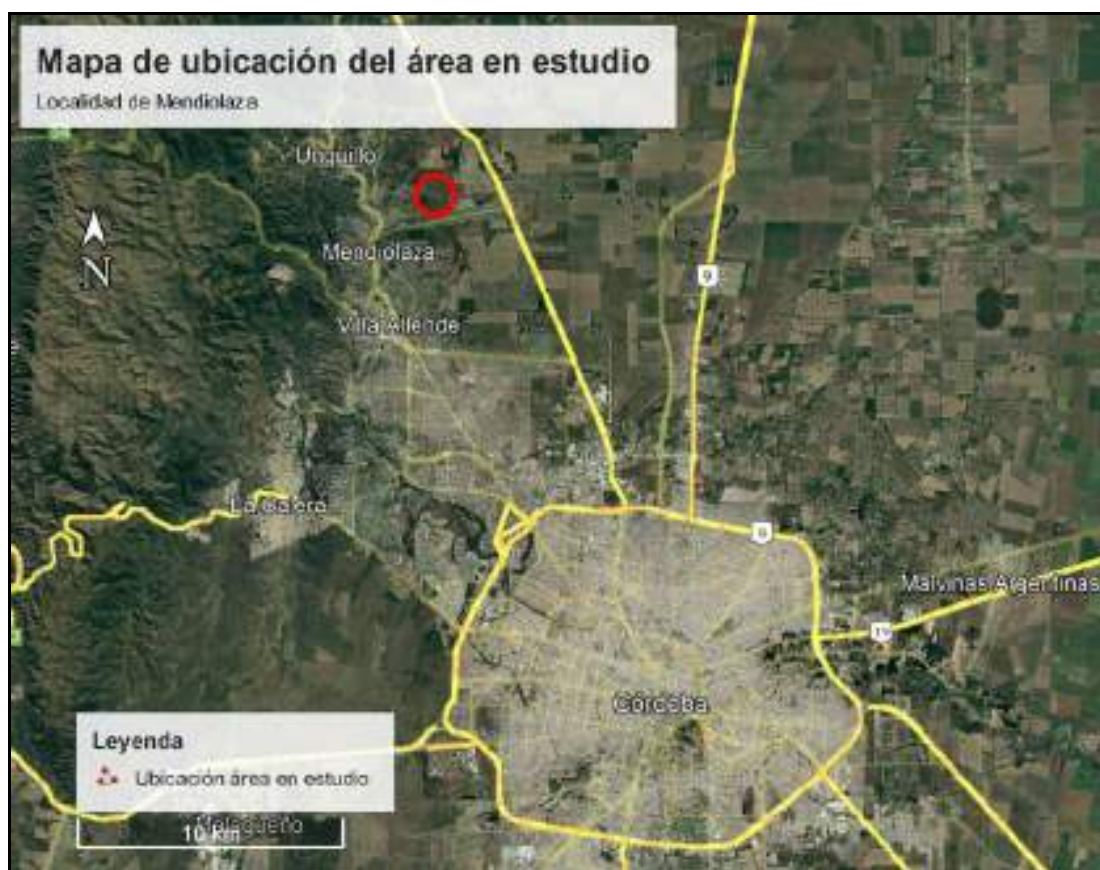 Mapa de ubicación del área en estudio
Localidad de Mendiolaza
Unquillo
Mendiolaza
9
Villa Allende
La Calera
Malvinas Argentinas
19
Córdoba
Leyenda
Ubicación área en estudio
Malagueño
10 km
N